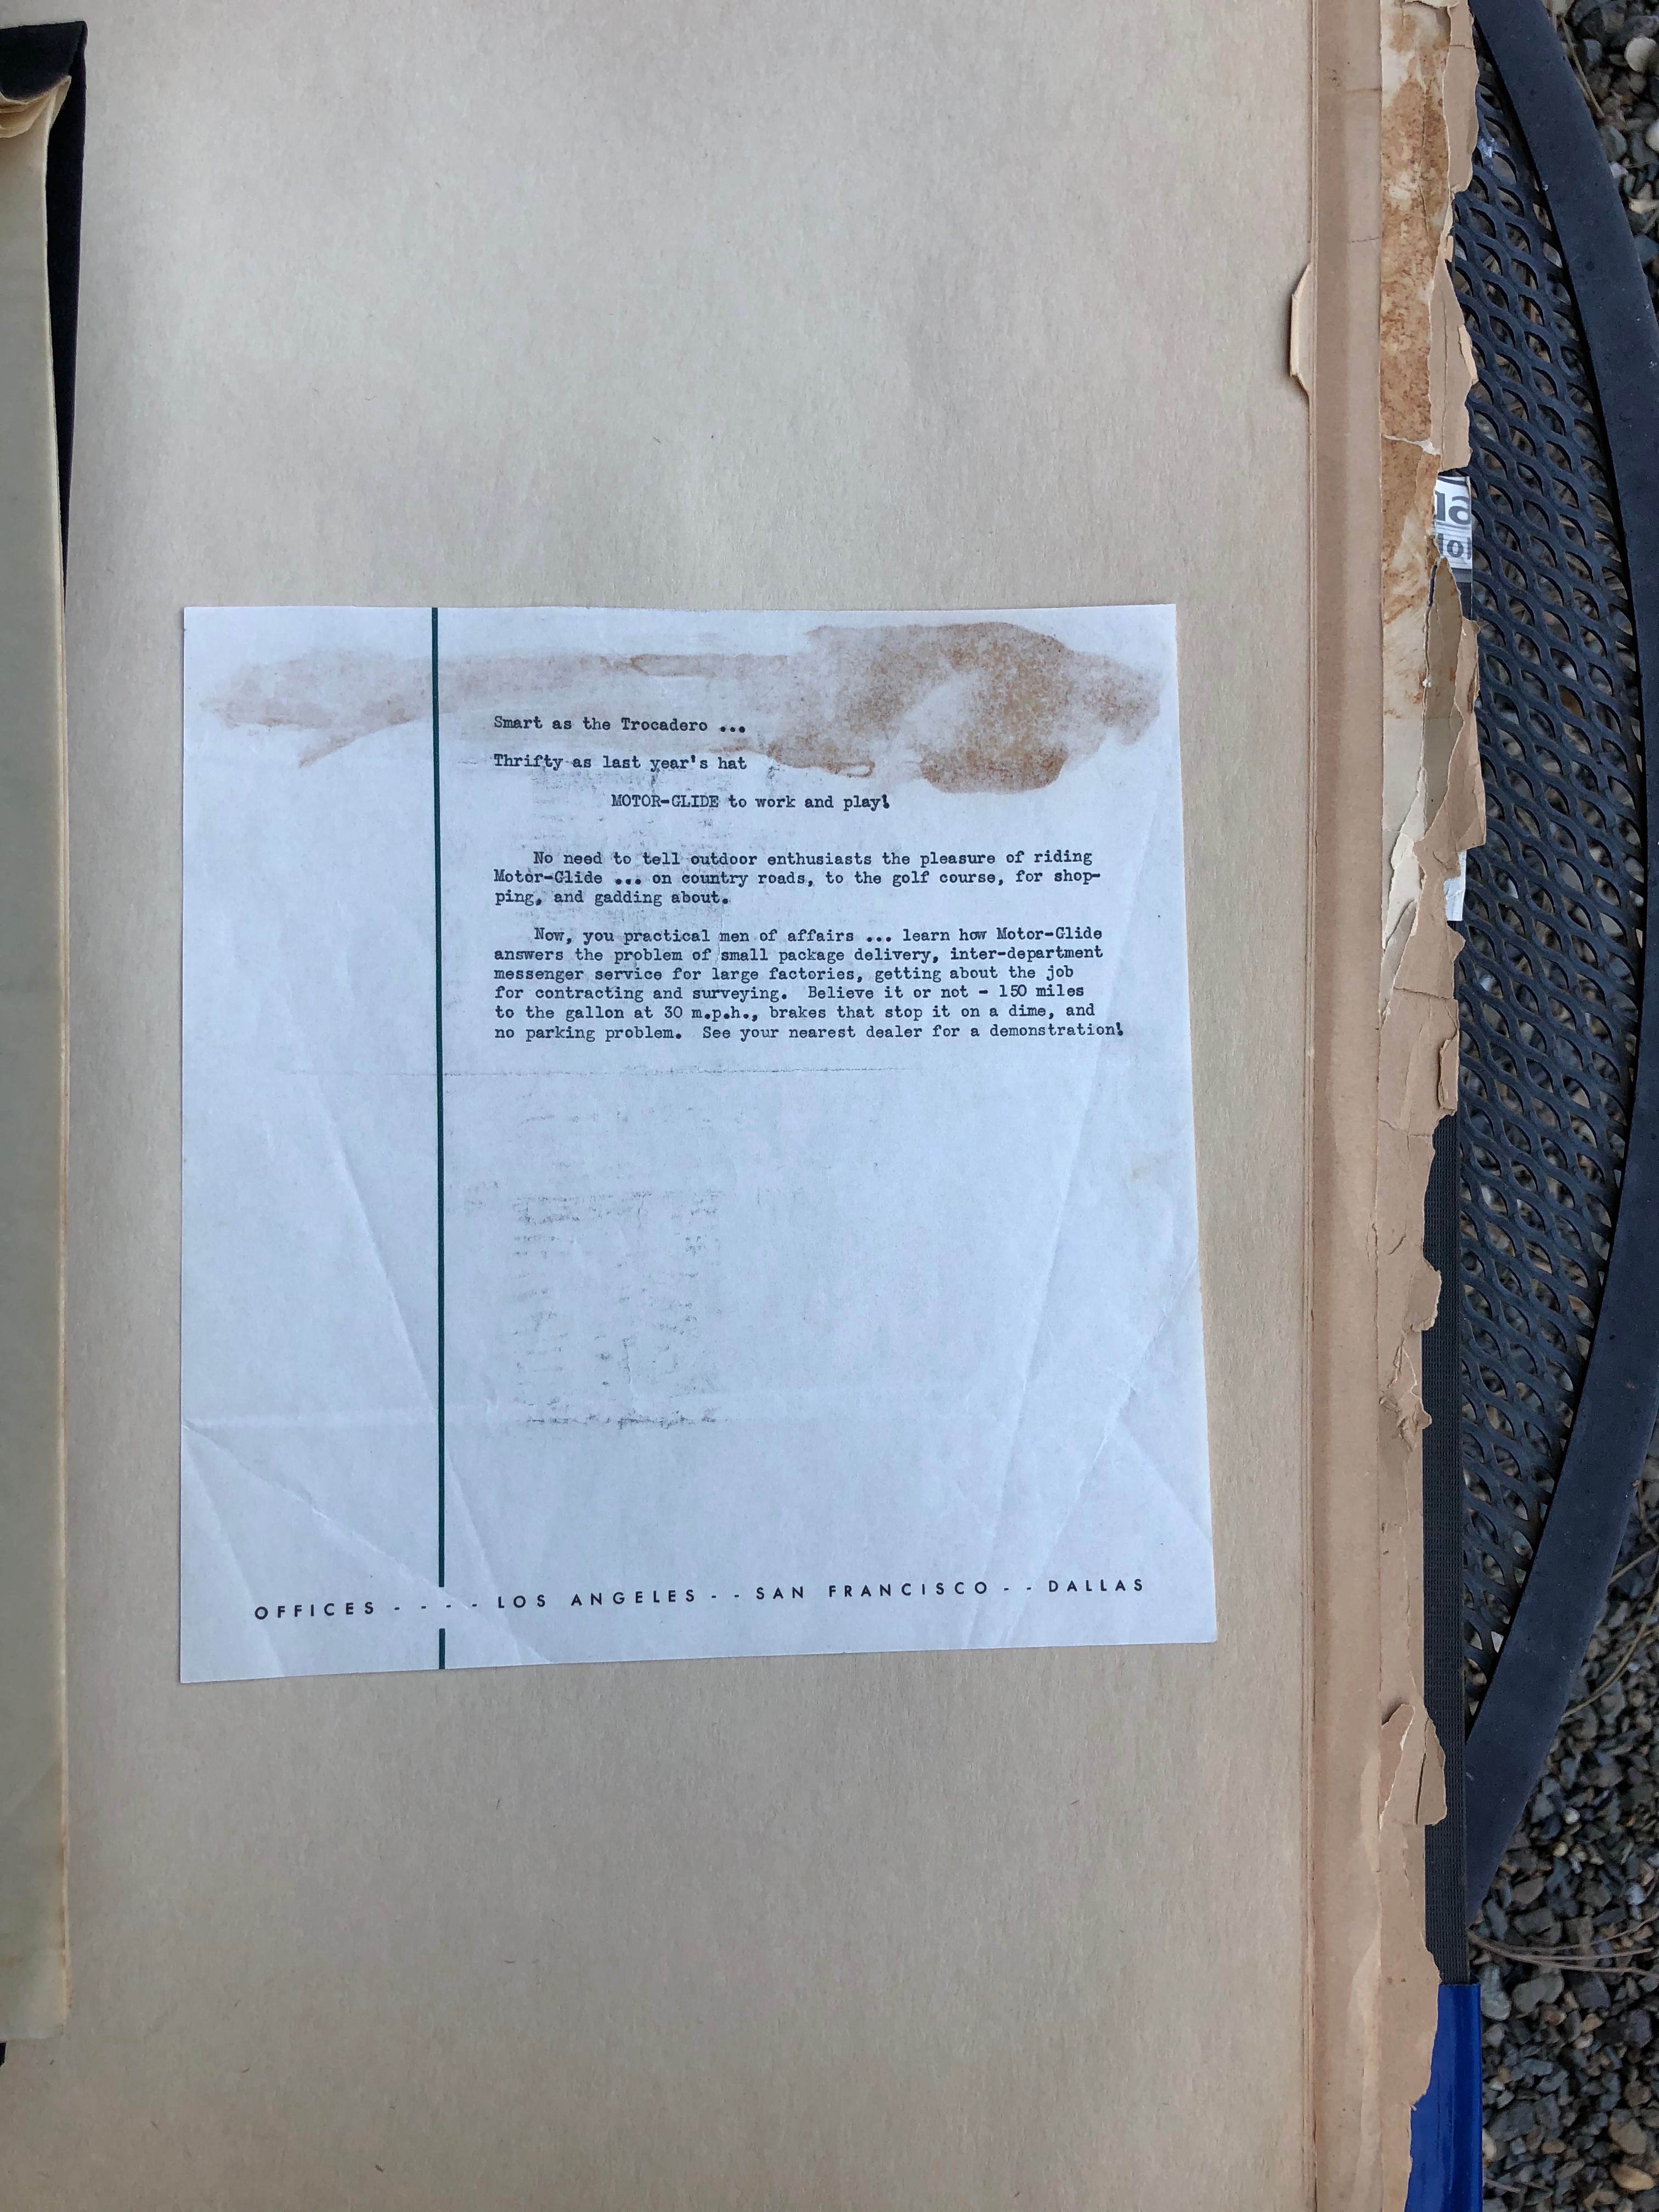 Smart as the Trocadero ...
Thrifty as last year's hat
MOTOR-GLIDE to work and play!
No need to tell outdoor enthusiasts the pleasure of riding
Motor-Glide ... on country roads, to the golf course, for shop-
ping, and gadding about.
Now, you practical men of affairs ... learn how Motor-Glide
answers the problem of small package delivery, inter-department
messenger service for large factories, getting about the job
for contracting and surveying. Believe it or not - 150 miles
to the gallon at 30 m.p.h., brakes that stop it on a dime, and
no parking problem. See your nearest dealer for a demonstration!
OFFICES - - - - LOS ANGELES - - SAN FRANCISCO - - DALLAS